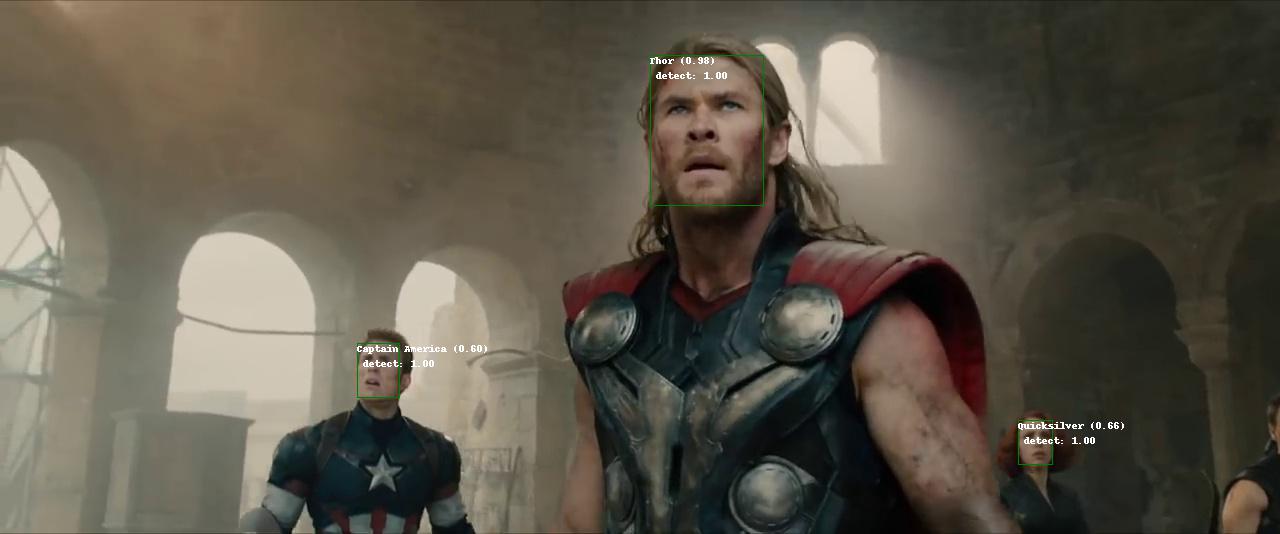 Thor (0.98)
detect: 1.00
Captain America (0.60)
detect: 1.00
Quicksilver (0.66)
detect: 1.00